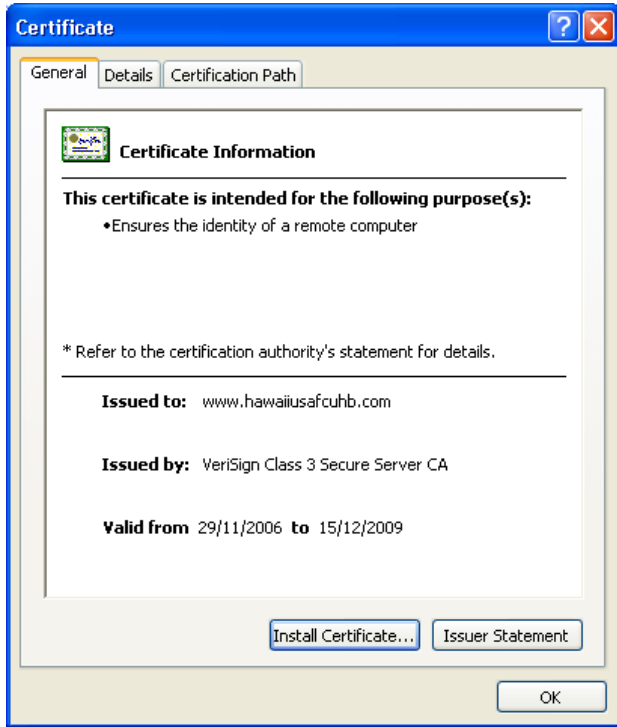 Certificate
General Details Certification Path
Certificate Information
This certificate is intended for the following purpose(s):
•Ensures the identity of a remote computer
* Refer to the certification authority's statement for details.
Issued to: www.hawaiiusafcuhb.com
Issued by: VeriSign Class 3 Secure Server CA
Valid from 29/11/2006 to 15/12/2009
Install Certificate... Issuer Statement
OK